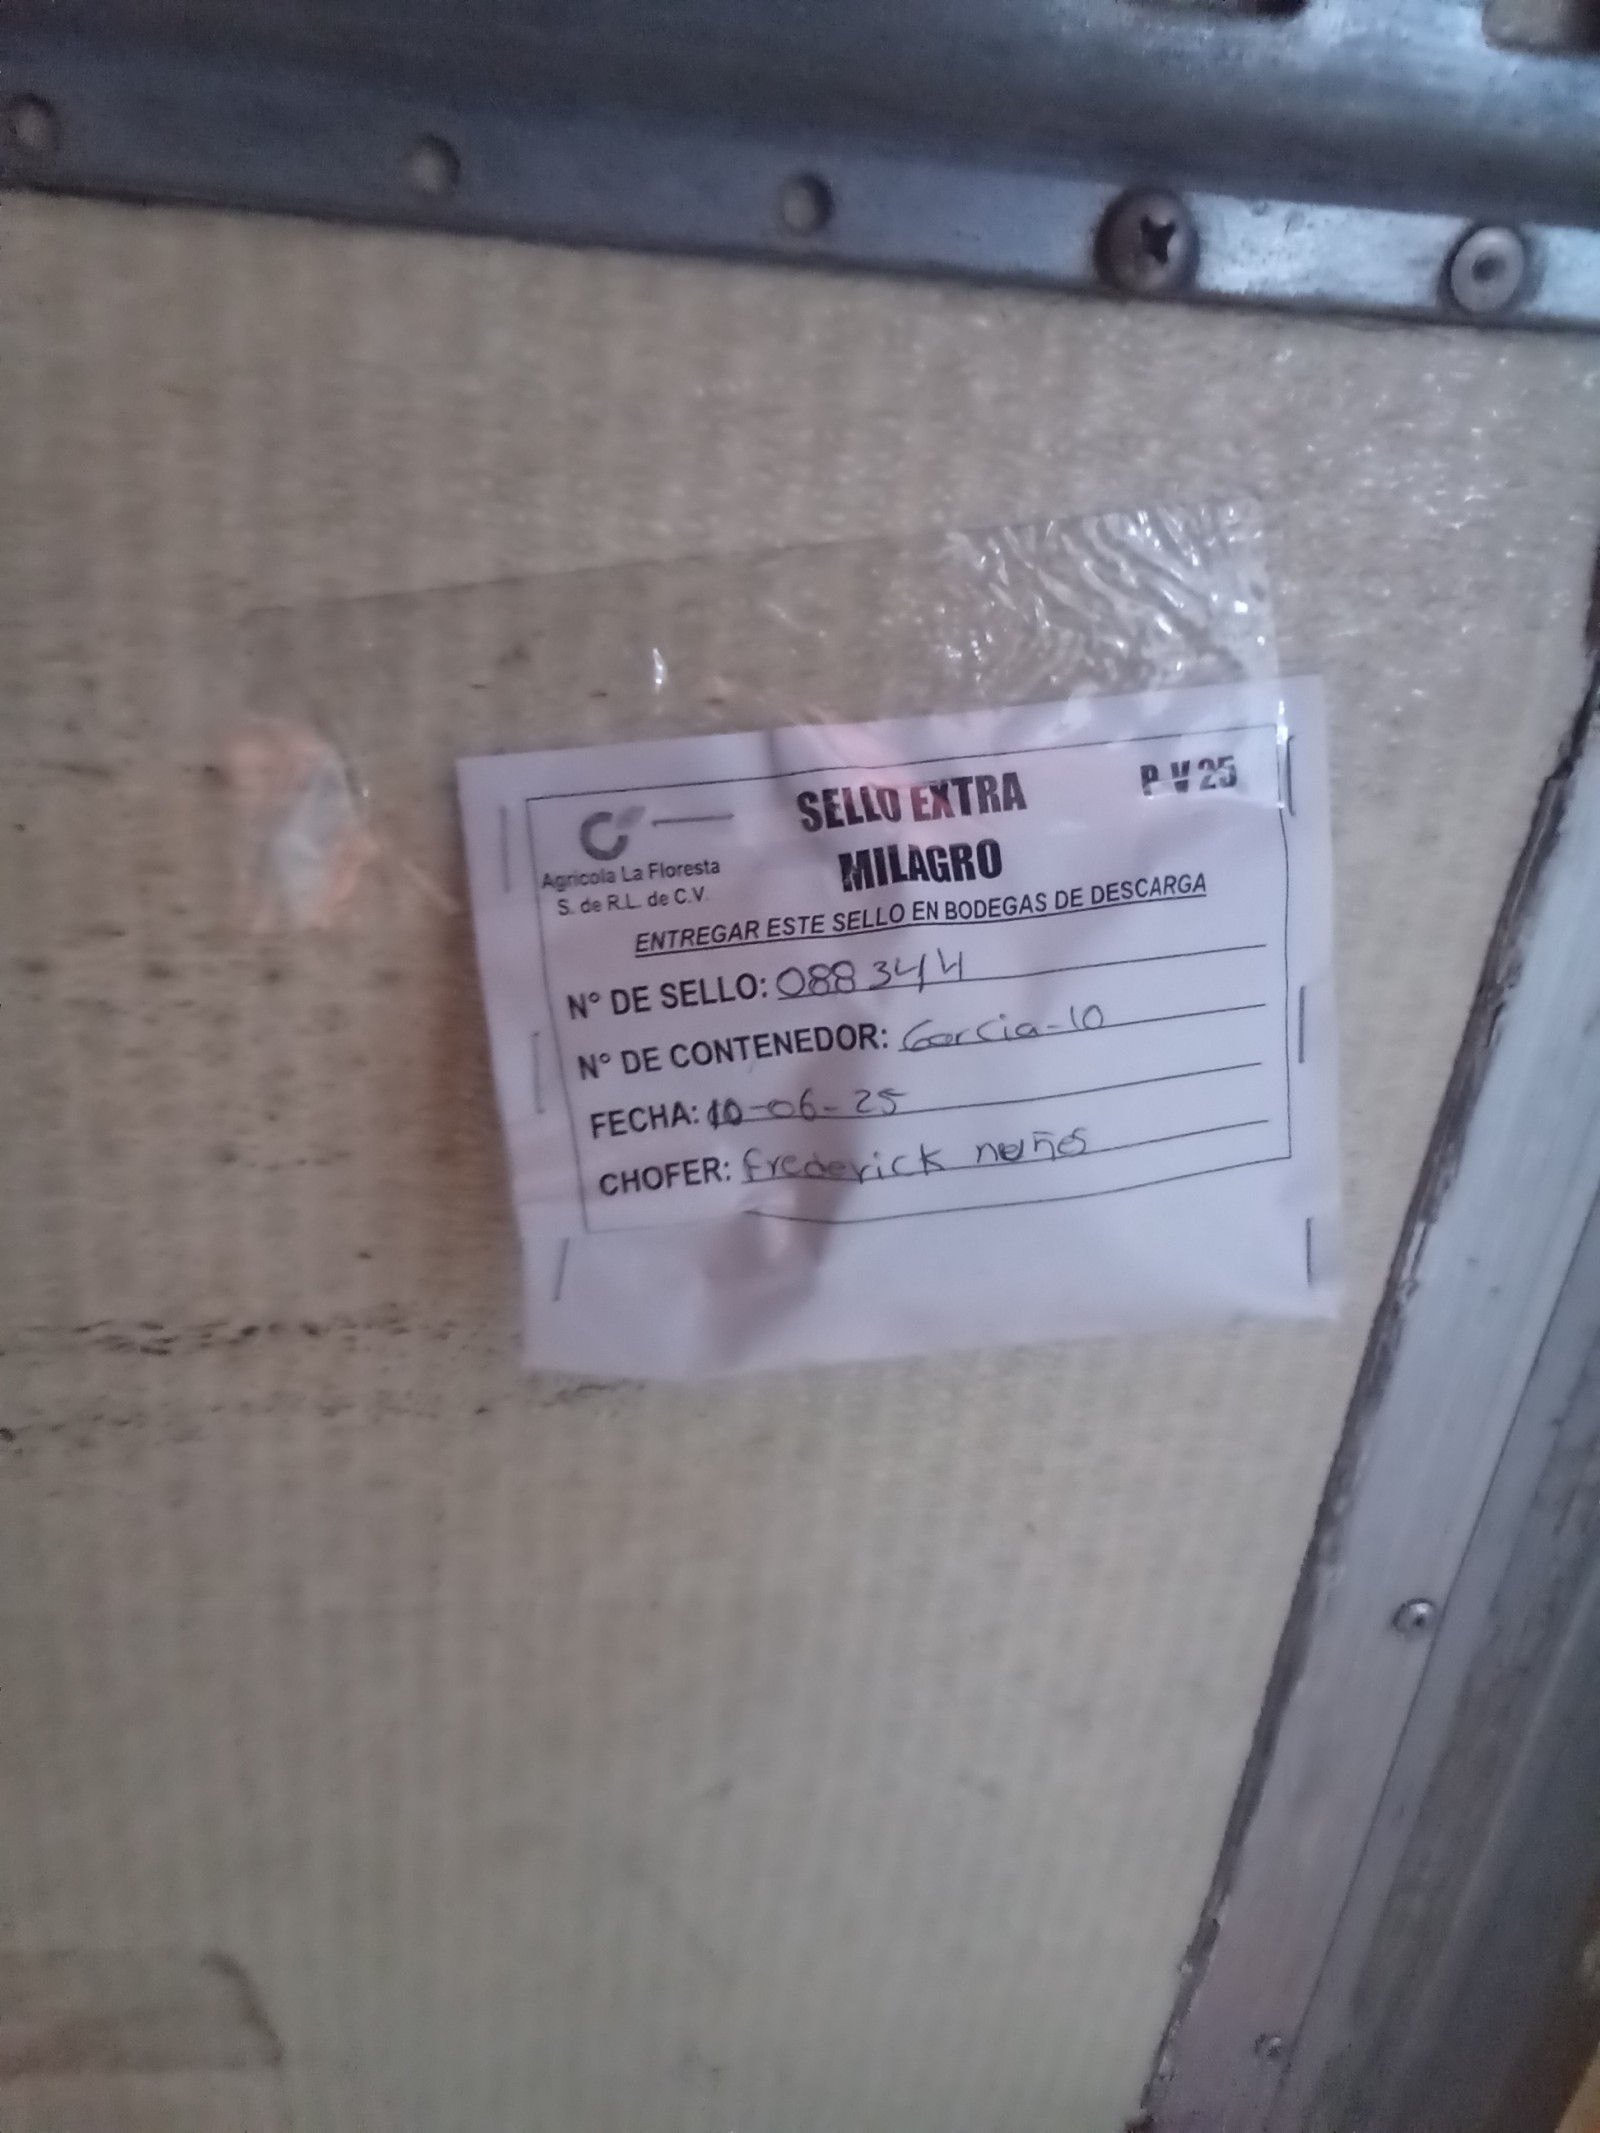 SELLO EXTRA P-V 25
MILAGRO
Agricola La Floresta
S. de R.L. de C.V.
ENTREGAR ESTE SELLO EN BODEGAS DE DESCARGA
N° DE SELLO: 088344
N° DE CONTENEDOR: Garcia-10
FECHA: 10-06-25
CHOFER: frederick nuñes